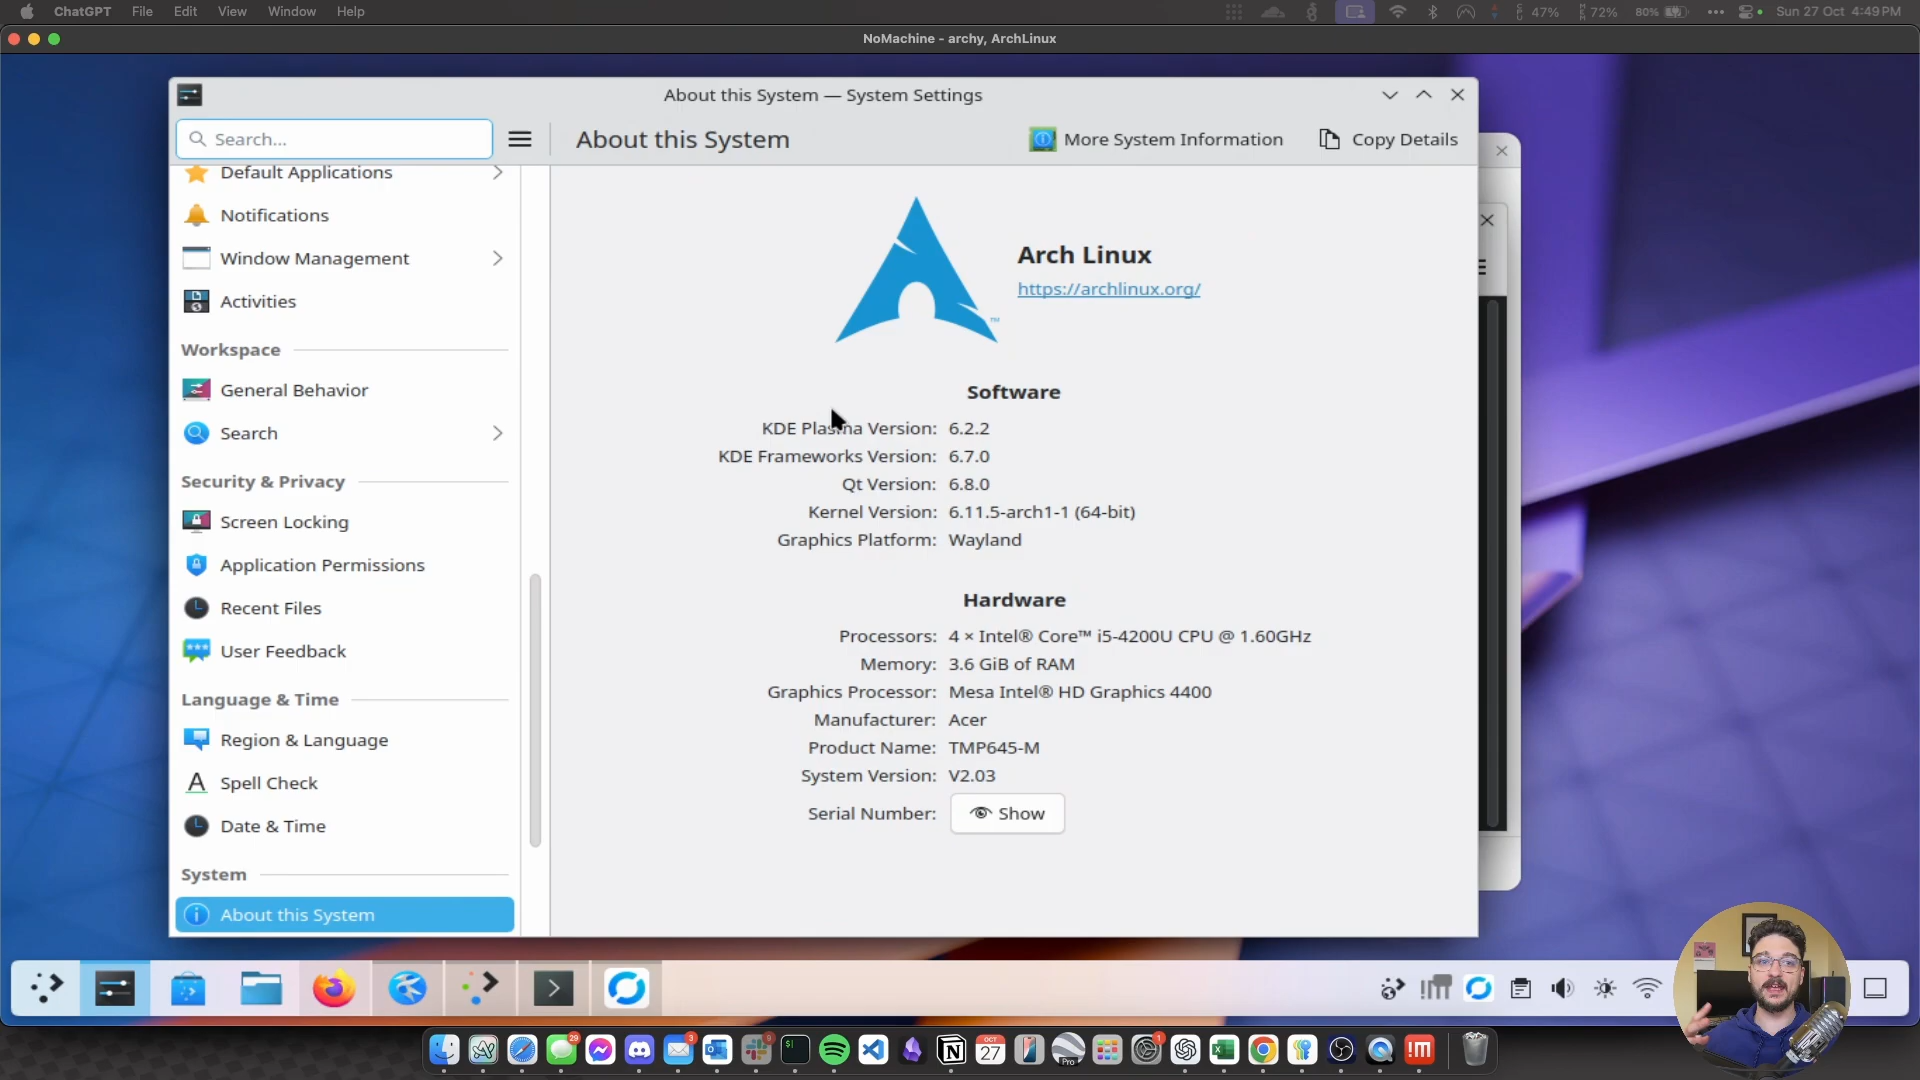 ChatGPT File Edit View Window Help
47% 72% 80% Sun 27 Oct 4:49 PM
NoMachine - archy, ArchLinux
About this System — System Settings
Search...
About this System
More System Information
Copy Details
Default Applications
Notifications
Window Management
Activities
Workspace
General Behavior
Search
Security & Privacy
Screen Locking
Application Permissions
Recent Files
User Feedback
Language & Time
Region & Language
Spell Check
Date & Time
System
About this System
Arch Linux
https://archlinux.org/
TM
Software
KDE Plasma Version: 6.2.2
KDE Frameworks Version: 6.7.0
Qt Version: 6.8.0
Kernel Version: 6.11.5-arch1-1 (64-bit)
Graphics Platform: Wayland
Hardware
Processors: 4 × Intel® Core™ i5-4200U CPU @ 1.60GHz
Memory: 3.6 GiB of RAM
Graphics Processor: Mesa Intel® HD Graphics 4400
Manufacturer: Acer
Product Name: TMP645-M
System Version: V2.03
Serial Number: Show
!M
29
3
OCT
27
Pro
1
!M